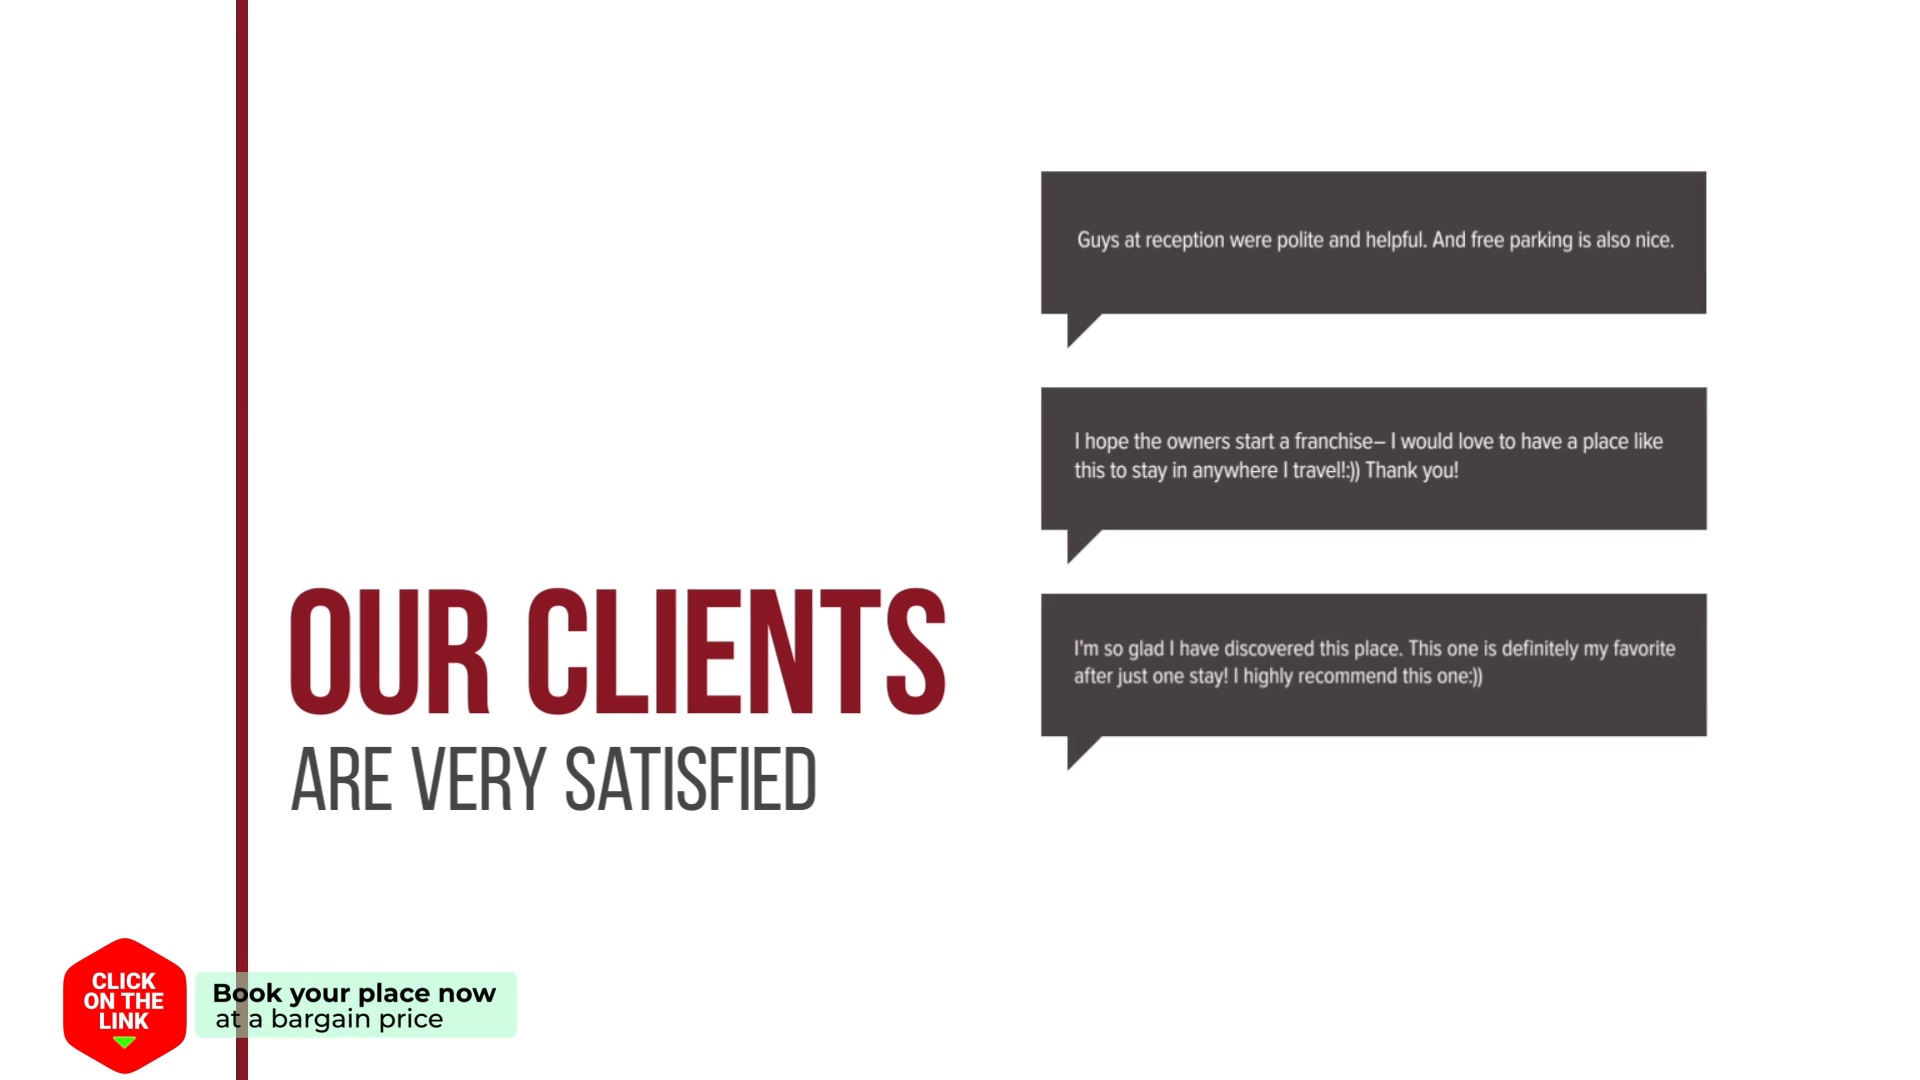 Guys at reception were polite and helpful. And free parking is also nice.
I hope the owners start a franchise– I would love to have a place like
this to stay in anywhere I travel!:)) Thank you!
I'm so glad I have discovered this place. This one is definitely my favorite
after just one stay! I highly recommend this one:))
OUR CLIENTS
ARE VERY SATISFIED
CLICK
ON THE
LINK
Book your place now
at a bargain price